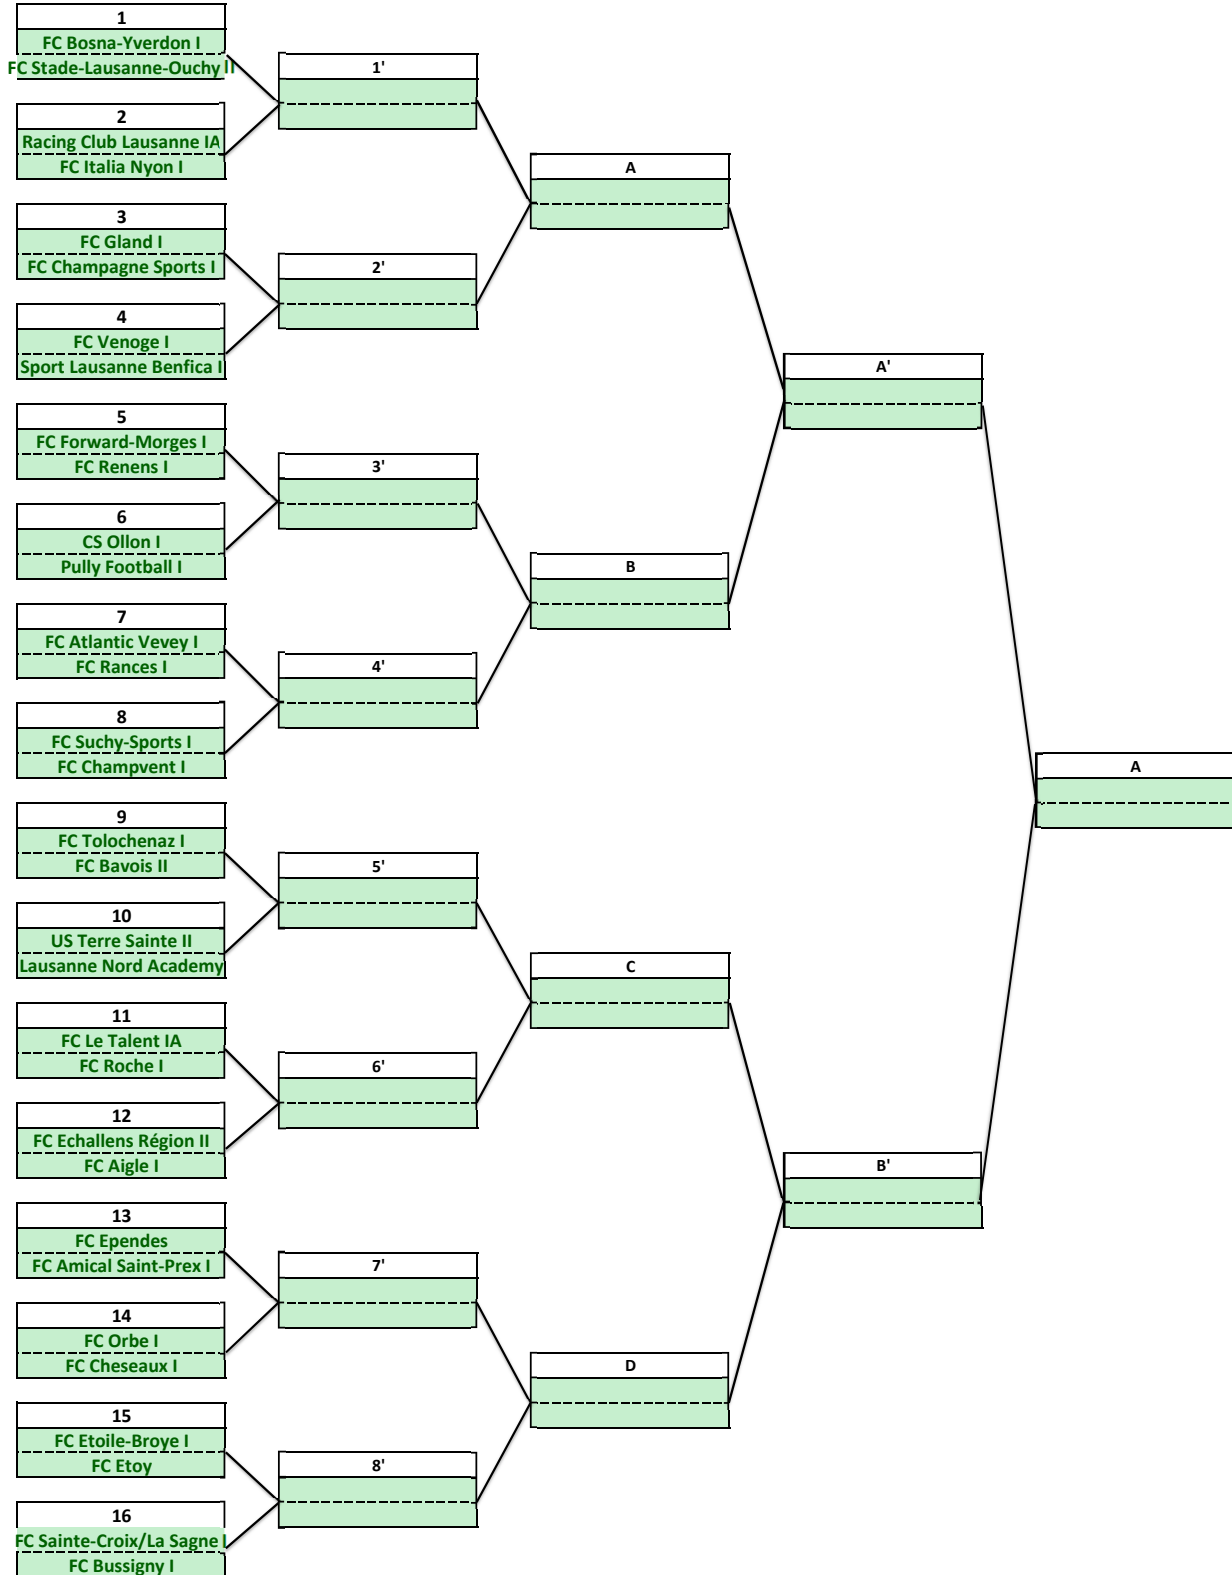 1
FC Bosna-Yverdon I
FC Stade-Lausanne-Ouchy II
1'
2
Racing Club Lausanne IA
FC Italia Nyon I
A
3
FC Gland I
FC Champagne Sports I
2'
4
FC Venoge I
Sport Lausanne Benfica I
A'
5
FC Forward-Morges I
FC Renens I
3'
6
CS Ollon I
Pully Football I
B
7
FC Atlantic Vevey I
FC Rances I
4'
8
FC Suchy-Sports I
FC Champvent I
A
9
FC Tolochenaz I
FC Bavois II
5'
10
US Terre Sainte II
Lausanne Nord Academy
C
11
FC Le Talent IA
FC Roche I
6'
12
FC Echallens Région II
FC Aigle I
B'
13
FC Ependes
FC Amical Saint-Prex I
7'
14
FC Orbe I
FC Cheseaux I
D
15
FC Etoile-Broye I
FC Etoy
8'
16
FC Sainte-Croix/La Sagne I
FC Bussigny I